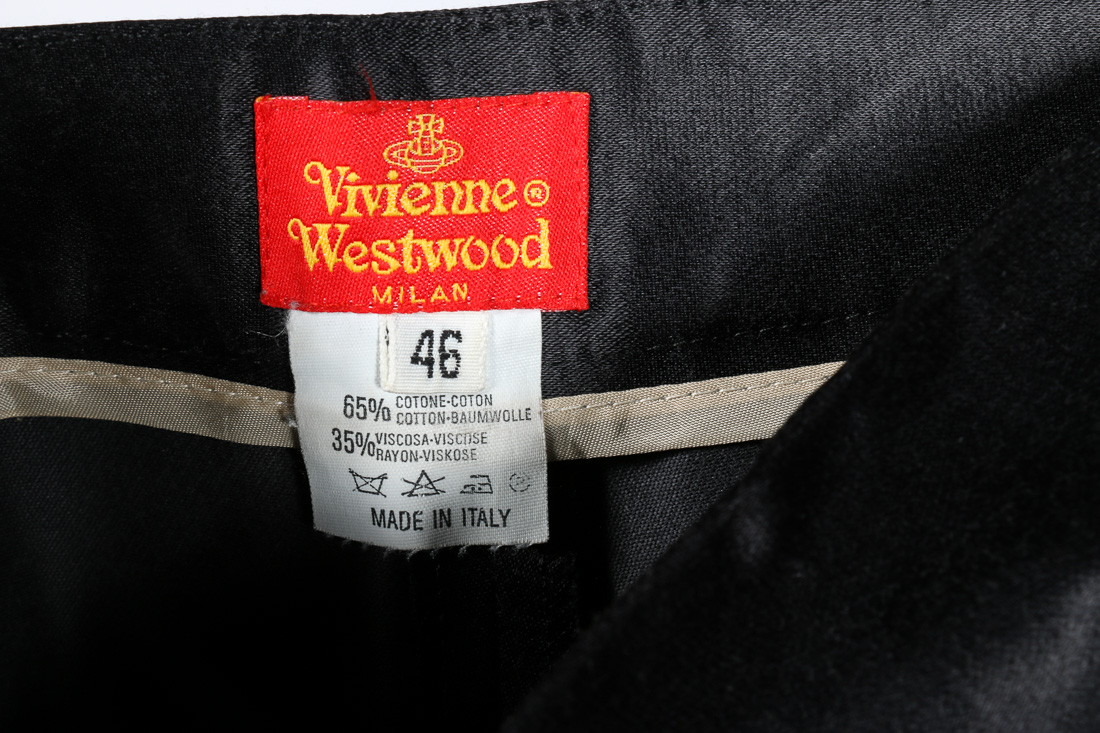 Vivienne ®
Westwood
MILAN
46
65% COTONE-COTON
COTTON-BAUMWOLLE
35% VISCOSA-VISCOSE
RAYON-VISKOSE
MADE IN ITALY